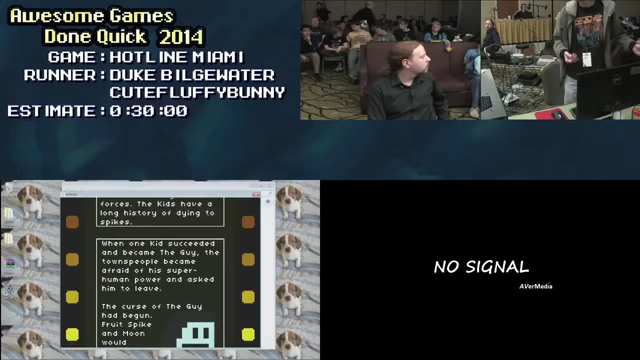 Awesome Games
Done Quick 2014
GAME : HOTLINE MIAMI
RUNNER : DUKE BILGEWATER
CUTEFLUFFYBUNNY
ESTIMATE : 0:30:00
forces. The Kids have a
long history of dying to
spikes.
When one Kid succeeded
and became The Guy, the
townspeople became
afraid of his super-
human power and asked
him to leave.
The curse of The Guy
had begun.
Fruit Spike
and Moon
would
NO SIGNAL
AVerMedia